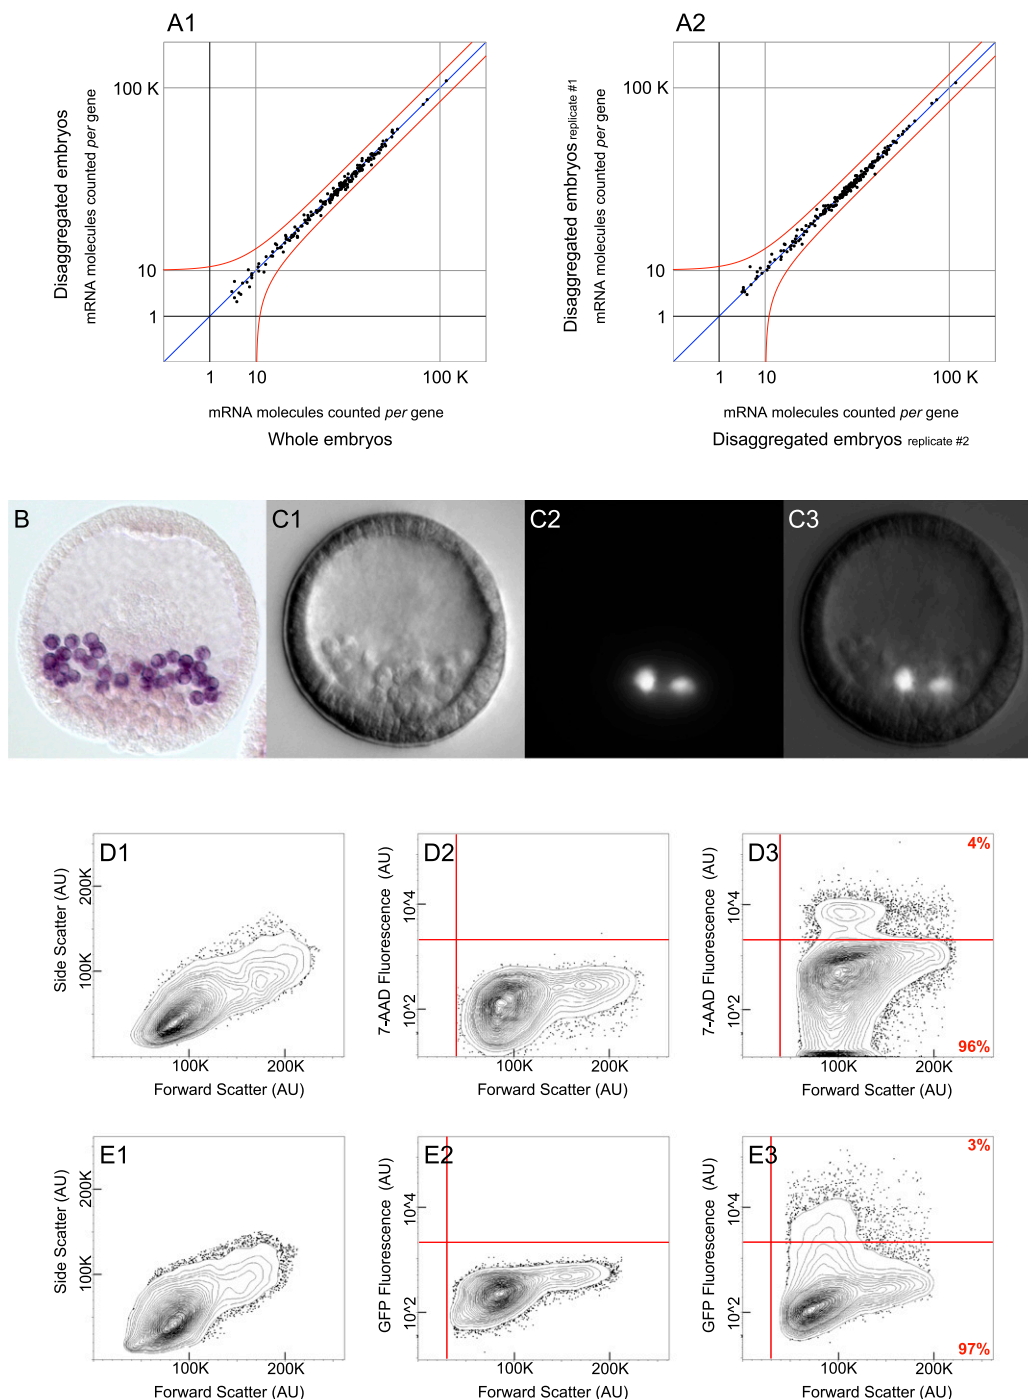 A1
Disaggregated embryos
mRNA molecules counted per gene
100 K
10
1
1
10
100 K
mRNA molecules counted per gene
Whole embryos
A2
Disaggregated embryos replicate #1
mRNA molecules counted per gene
100 K
10
1
1
10
100 K
mRNA molecules counted per gene
Disaggregated embryos replicate #2
B
C1
C2
C3
D1
Side Scatter (AU)
200K
100K
100K
200K
Forward Scatter (AU)
D2
7-AAD Fluorescence (AU)
10^4
10^2
100K
200K
Forward Scatter (AU)
D3
4%
7-AAD Fluorescence (AU)
10^4
10^2
96%
100K
200K
Forward Scatter (AU)
E1
Side Scatter (AU)
200K
100K
100K
200K
Forward Scatter (AU)
E2
GFP Fluorescence (AU)
10^4
10^2
100K
200K
Forward Scatter (AU)
E3
3%
GFP Fluorescence (AU)
10^4
10^2
97%
100K
200K
Forward Scatter (AU)